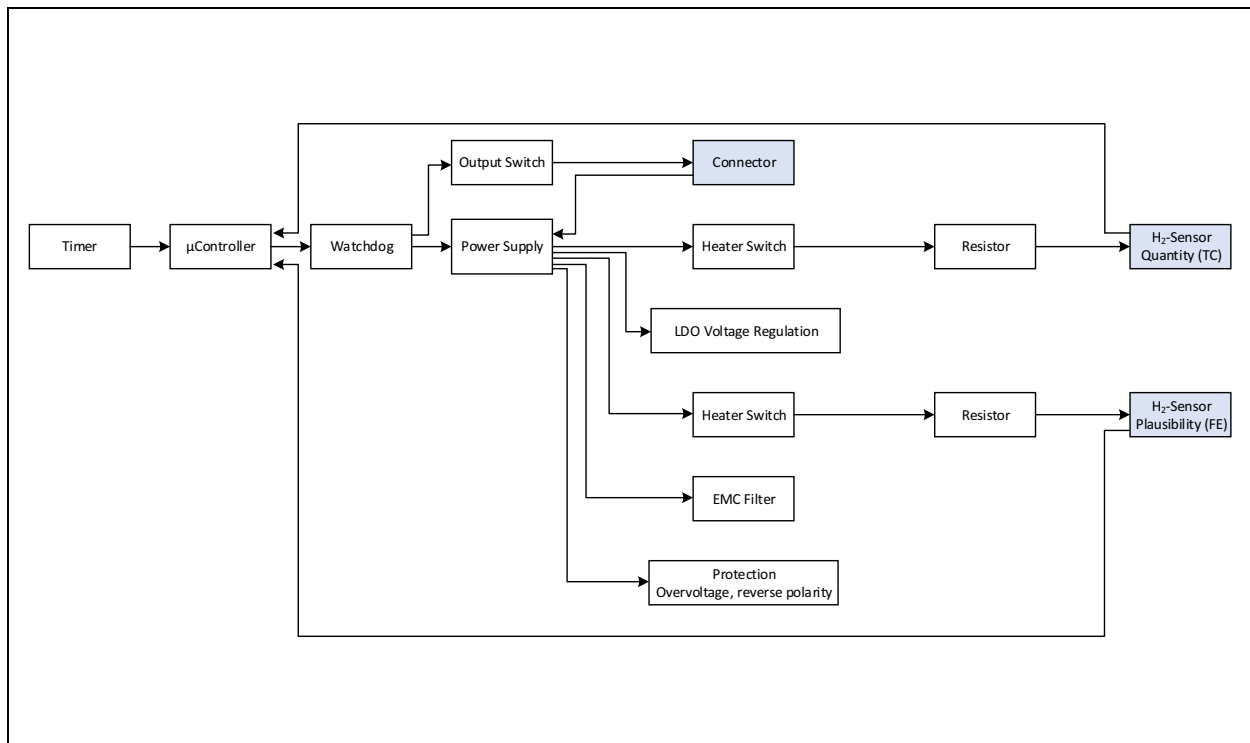 Output Switch
Connector
Timer
µController
Watchdog
Power Supply
Heater Switch
Resistor
H₂-Sensor
Quantity (TC)
LDO Voltage Regulation
Heater Switch
Resistor
H₂-Sensor
Plausibility (FE)
EMC Filter
Protection
Overvoltage, reverse polarity